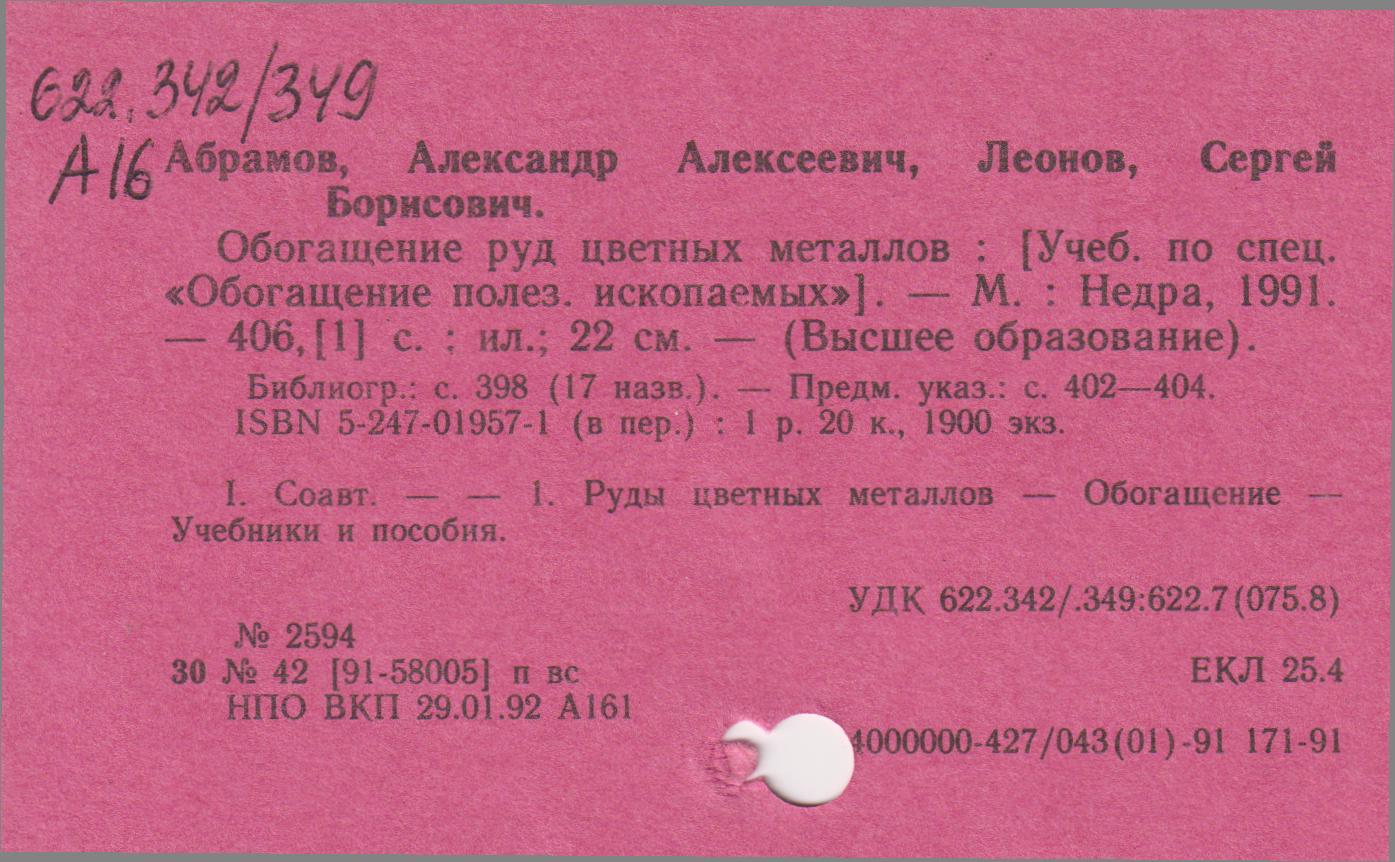 622.342/349
А16
Абрамов, Александр Алексеевич, Леонов, Сергей
Борисович.
Обогащение руд цветных металлов : [Учеб. по спец.
«Обогащение полез. ископаемых»]. — М. : Недра, 1991.
— 406,[1] с. : ил.; 22 см. — (Высшее образование).
Библиогр.: с. 398 (17 назв.). — Предм. указ.: с. 402—404.
ISBN 5-247-01957-1 (в пер.) : 1 р. 20 к., 1900 экз.
I. Соавт. — — 1. Руды цветных металлов — Обогащение —
Учебники и пособия.
УДК 622.342/.349:622.7(075.8)
№ 2594
30 № 42 [91-58005] п вс
ЕКЛ 25.4
НПО ВКП 29.01.92 А161
4000000-427/043(01)-91 171-91